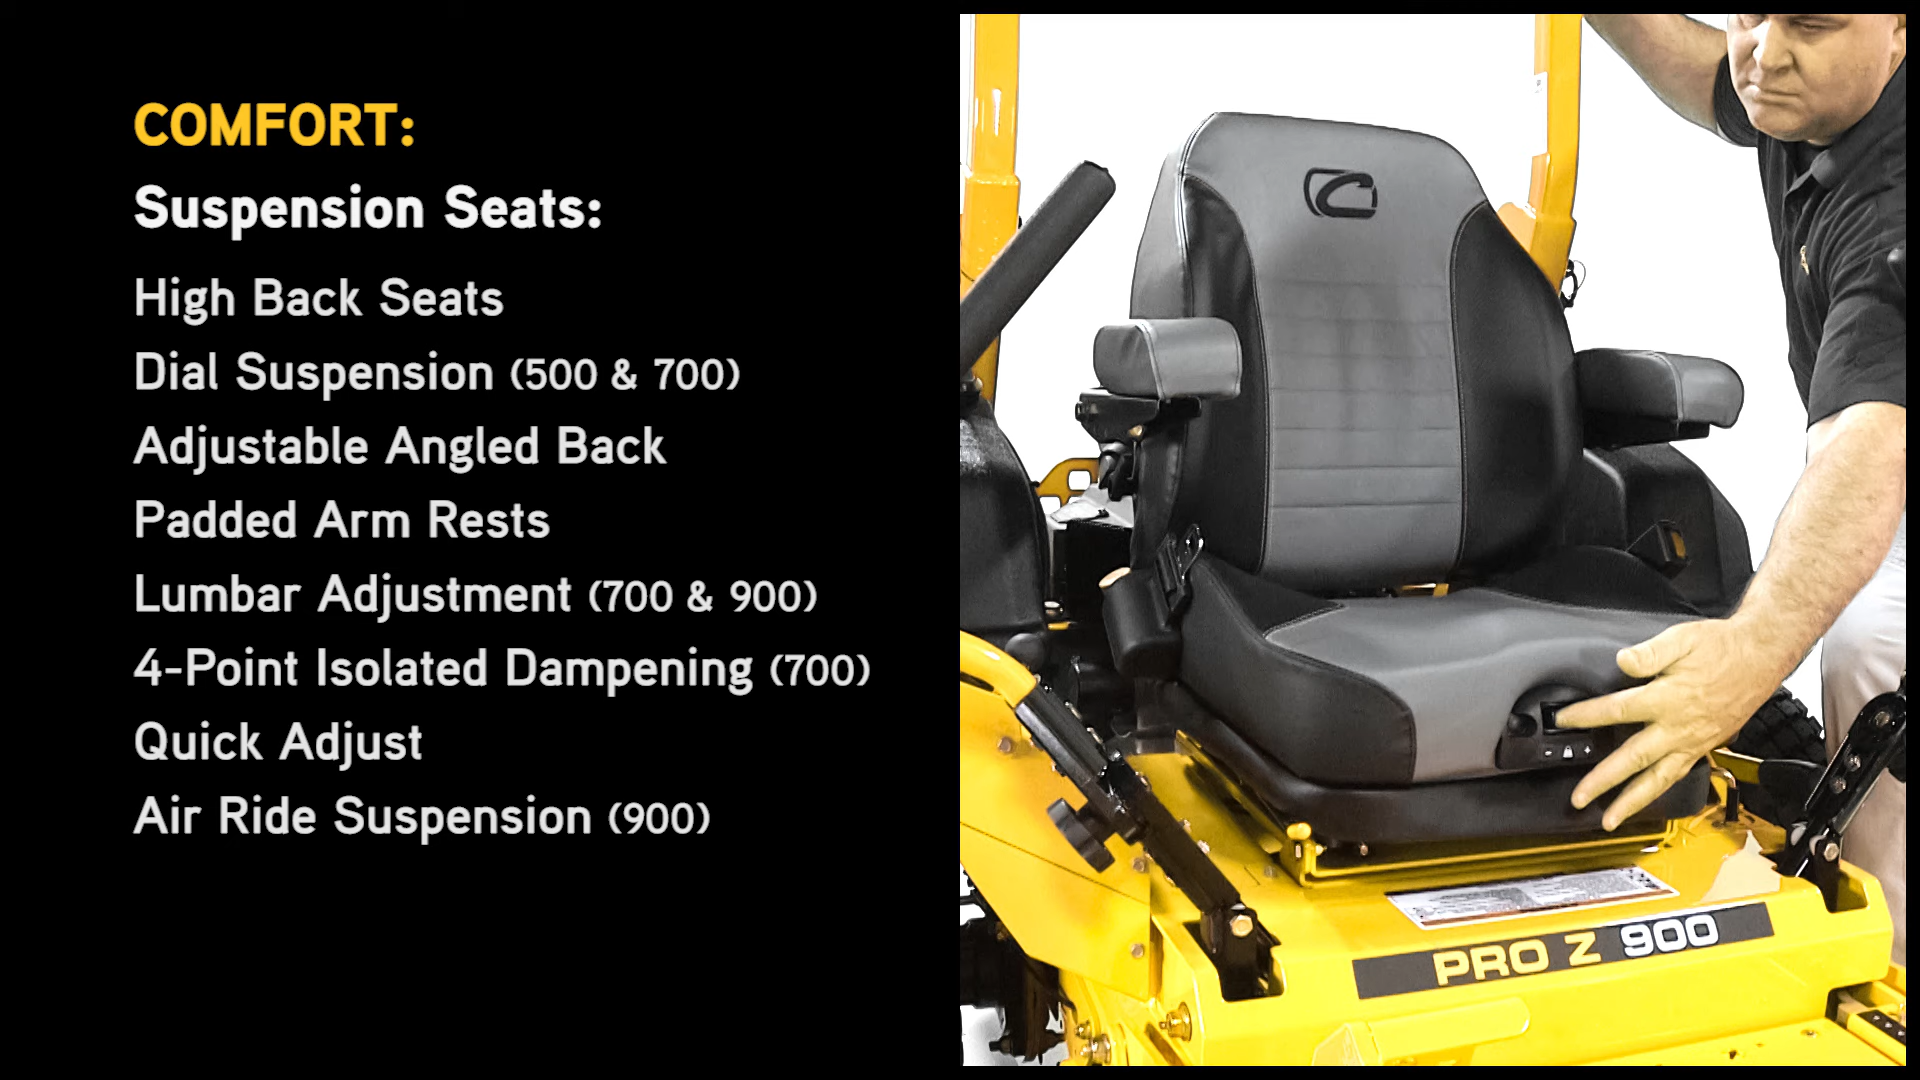 COMFORT:
Suspension Seats:
High Back Seats
Dial Suspension (500 & 700)
Adjustable Angled Back
Padded Arm Rests
Lumbar Adjustment (700 & 900)
4-Point Isolated Dampening (700)
Quick Adjust
Air Ride Suspension (900)
PRO Z 900